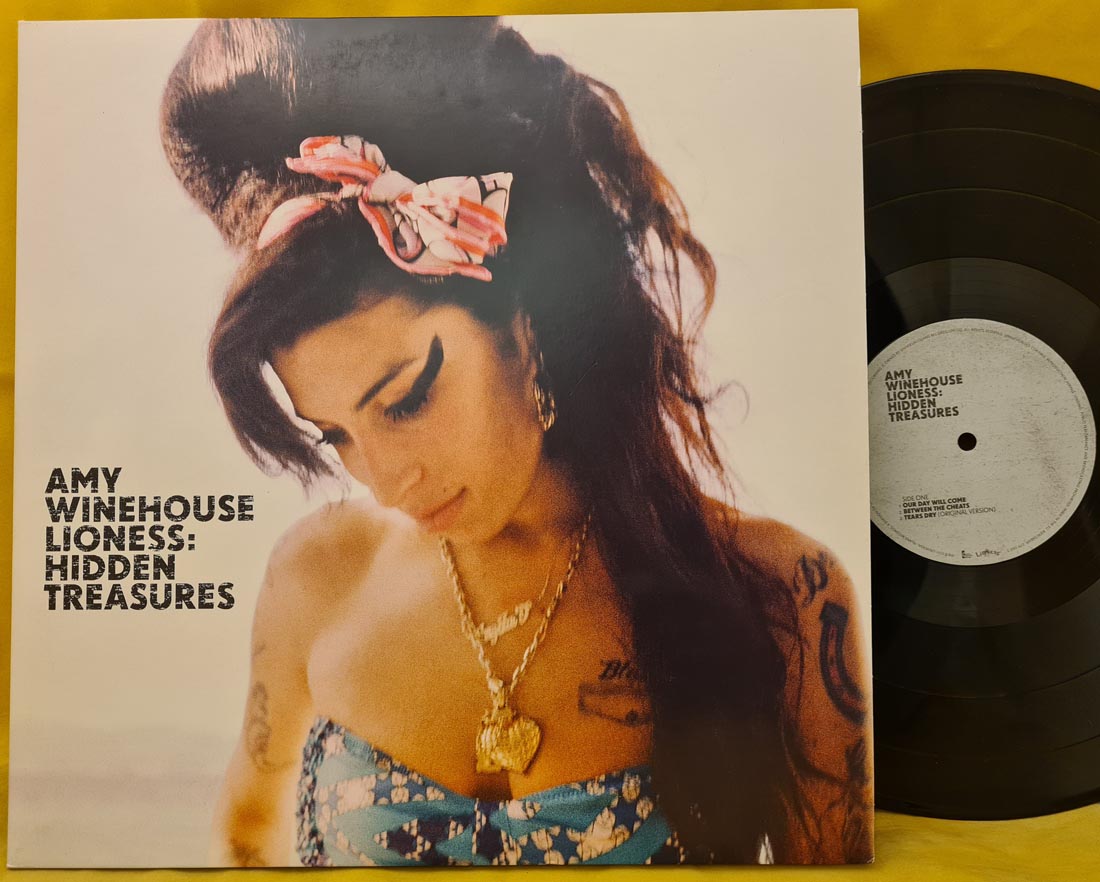 AMY
WINEHOUSE
LIONESS:
HIDDEN
TREASURES
AMY
WINEHOUSE
LIONESS:
HIDDEN
TREASURES
SIDE ONE
OUR DAY WILL COME
BETWEEN THE CHEATS
TEARS DRY (ORIGINAL VERSION)